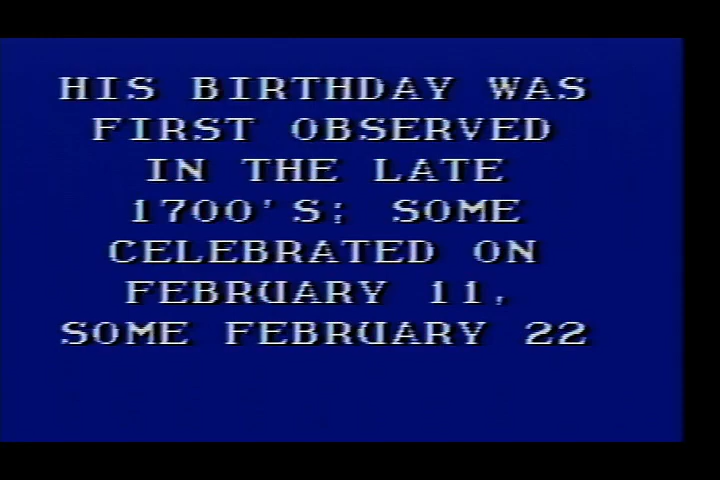 HIS BIRTHDAY WAS
FIRST OBSERVED
IN THE LATE
1700'S; SOME
CELEBRATED ON
FEBRUARY 11,
SOME FEBRUARY 22